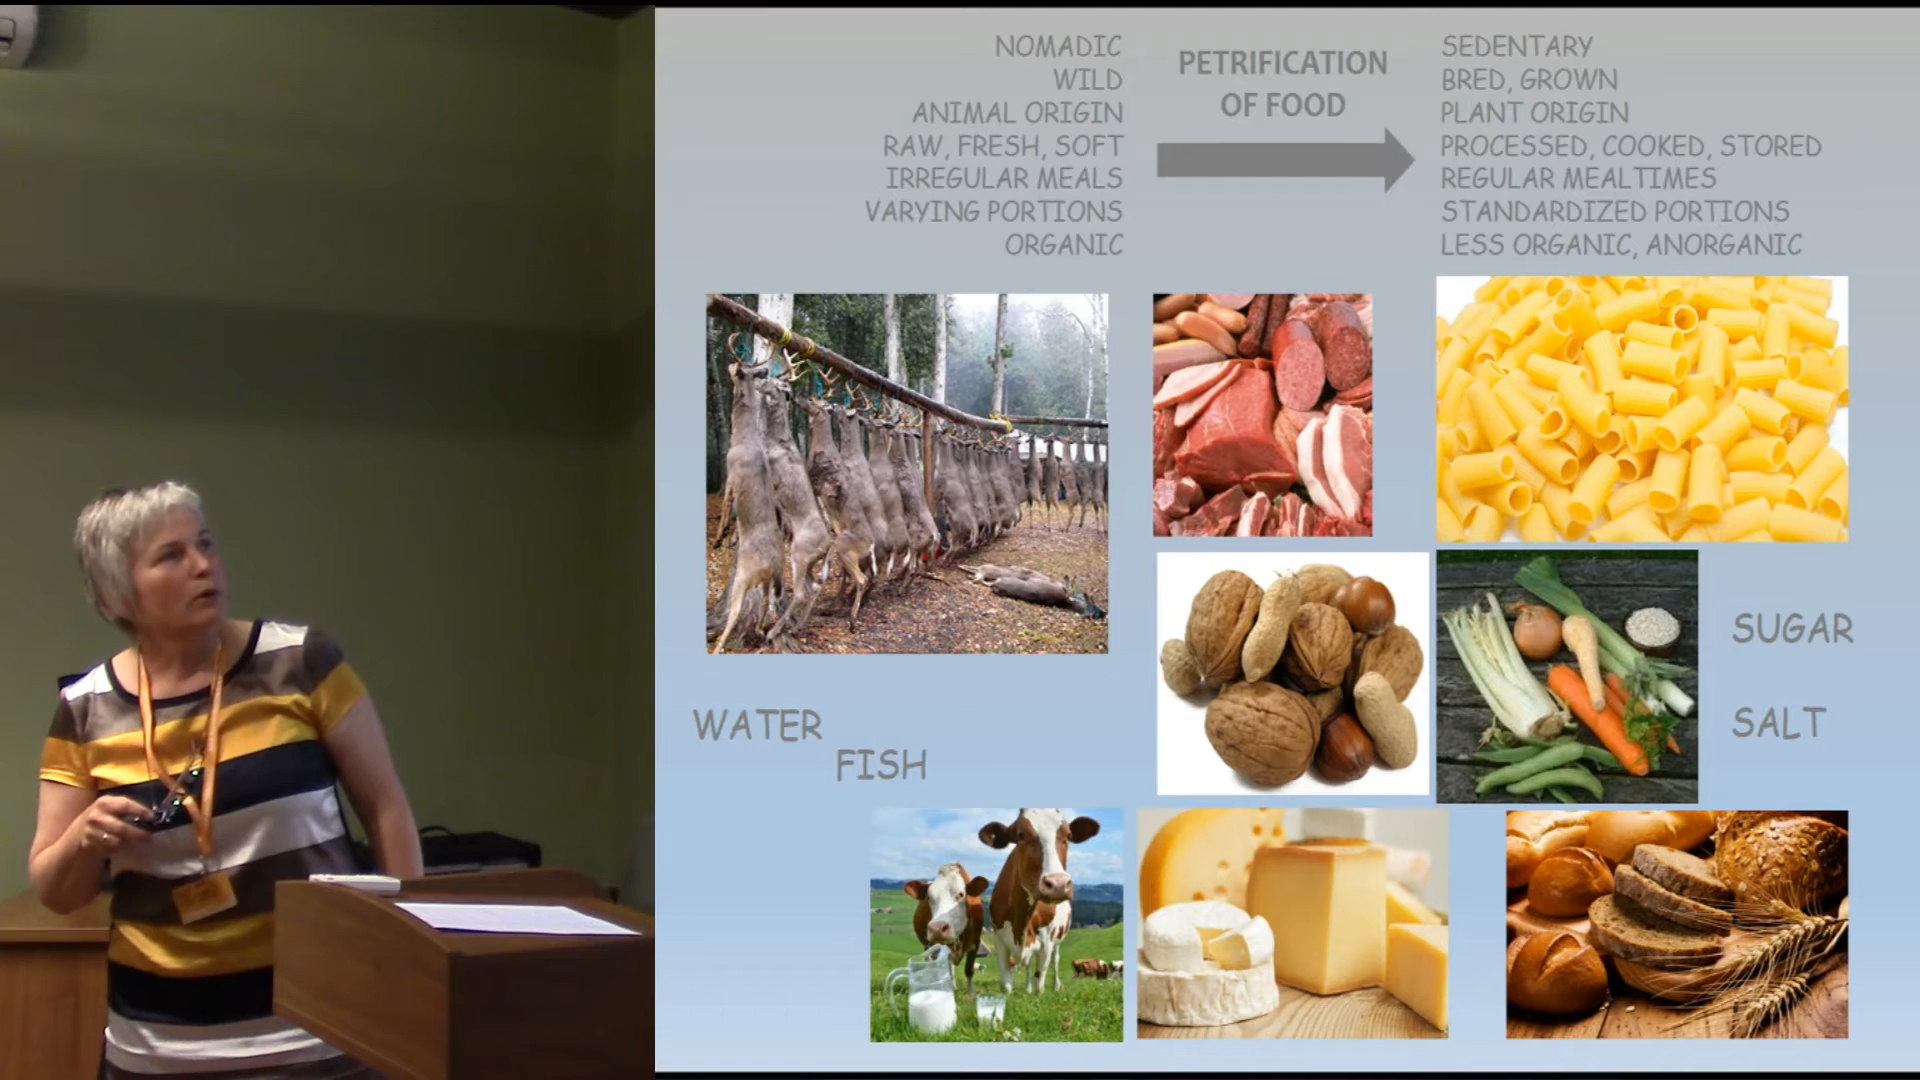 NOMADIC
WILD
ANIMAL ORIGIN
RAW, FRESH, SOFT
IRREGULAR MEALS
VARYING PORTIONS
ORGANIC
PETRIFICATION
OF FOOD
SEDENTARY
BRED, GROWN
PLANT ORIGIN
PROCESSED, COOKED, STORED
REGULAR MEALTIMES
STANDARDIZED PORTIONS
LESS ORGANIC, ANORGANIC
SUGAR
SALT
WATER
FISH